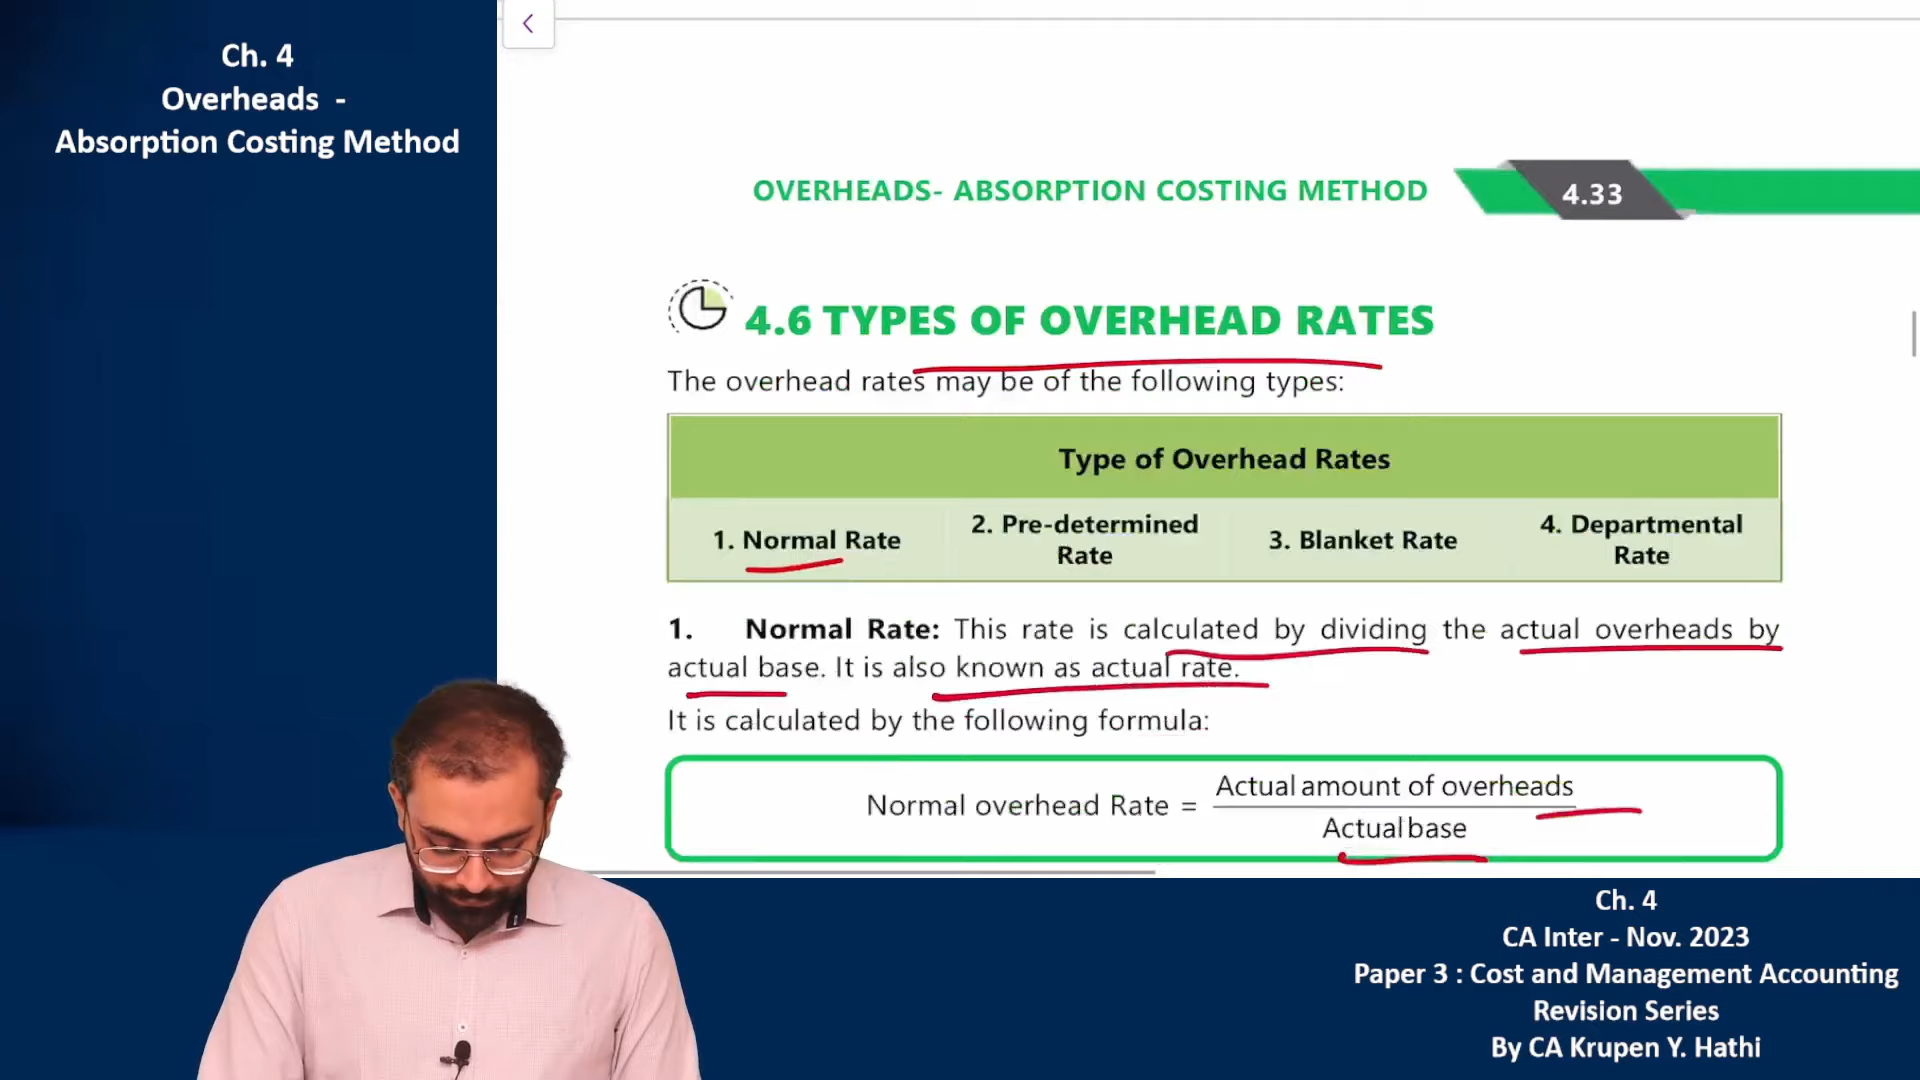 Ch. 4
Overheads -
Absorption Costing Method
OVERHEADS- ABSORPTION COSTING METHOD
4.33
4.6 TYPES OF OVERHEAD RATES
The overhead rates may be of the following types:
Type of Overhead Rates
1. Normal Rate
2. Pre-determined
Rate
3. Blanket Rate
4. Departmental
Rate
1. Normal Rate: This rate is calculated by dividing the actual overheads by
actual base. It is also known as actual rate.
It is calculated by the following formula:
Normal overhead Rate = Actual amount of overheads
Actual base
Ch. 4
CA Inter - Nov. 2023
Paper 3 : Cost and Management Accounting
Revision Series
By CA Krupen Y. Hathi